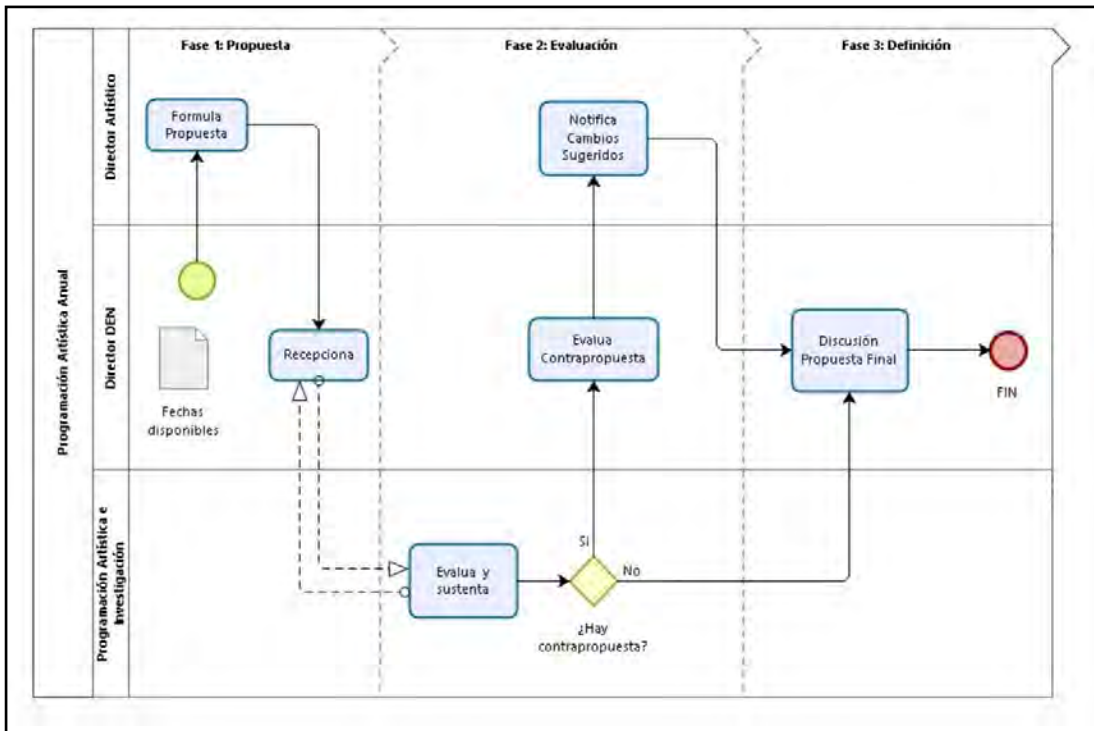 Fase 1: Propuesta
Fase 2: Evaluación
Fase 3: Definición
Programación Artística Anual
Director Artístico
Formula
Propuesta
Notifica
Cambios
Sugeridos
Director DEN
Fechas
disponibles
Recepciona
Evalua
Contrapropuesta
Discusión
Propuesta Final
FIN
Programación Artística e
Investigación
Evalua y
sustenta
Si
No
¿Hay
contrapropuesta?